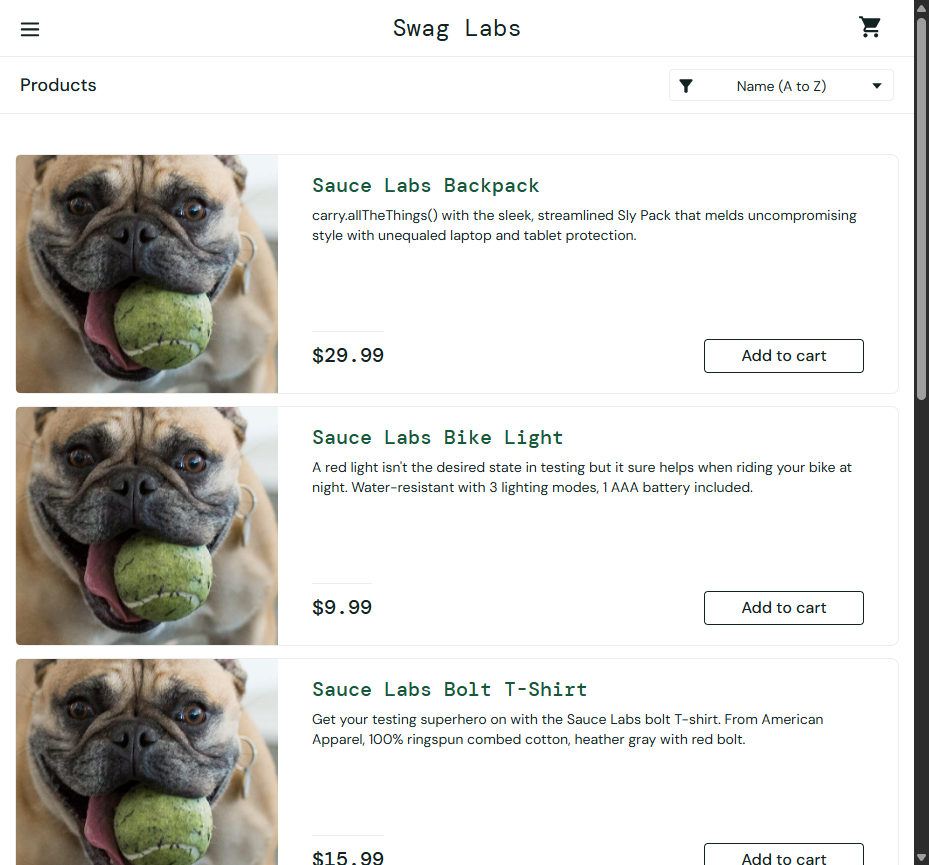 Swag Labs
Products
Name (A to Z)
Sauce Labs Backpack
carry.allTheThings() with the sleek, streamlined Sly Pack that melds uncompromising
style with unequaled laptop and tablet protection.
$29.99
Add to cart
Sauce Labs Bike Light
A red light isn't the desired state in testing but it sure helps when riding your bike at
night. Water-resistant with 3 lighting modes, 1 AAA battery included.
$9.99
Add to cart
Sauce Labs Bolt T-Shirt
Get your testing superhero on with the Sauce Labs bolt T-shirt. From American
Apparel, 100% ringspun combed cotton, heather gray with red bolt.
$15.99
Add to cart